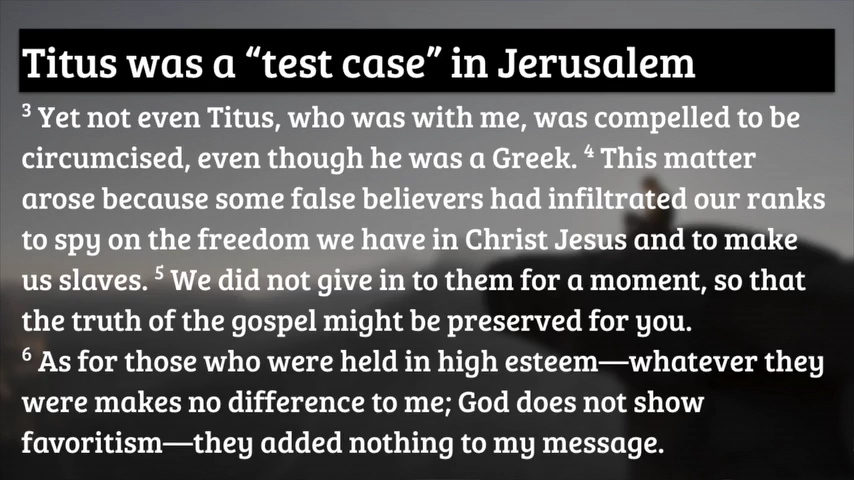 Titus was a “test case” in Jerusalem
³ Yet not even Titus, who was with me, was compelled to be
circumcised, even though he was a Greek. ⁴ This matter
arose because some false believers had infiltrated our ranks
to spy on the freedom we have in Christ Jesus and to make
us slaves. ⁵ We did not give in to them for a moment, so that
the truth of the gospel might be preserved for you.
⁶ As for those who were held in high esteem—whatever they
were makes no difference to me; God does not show
favoritism—they added nothing to my message.